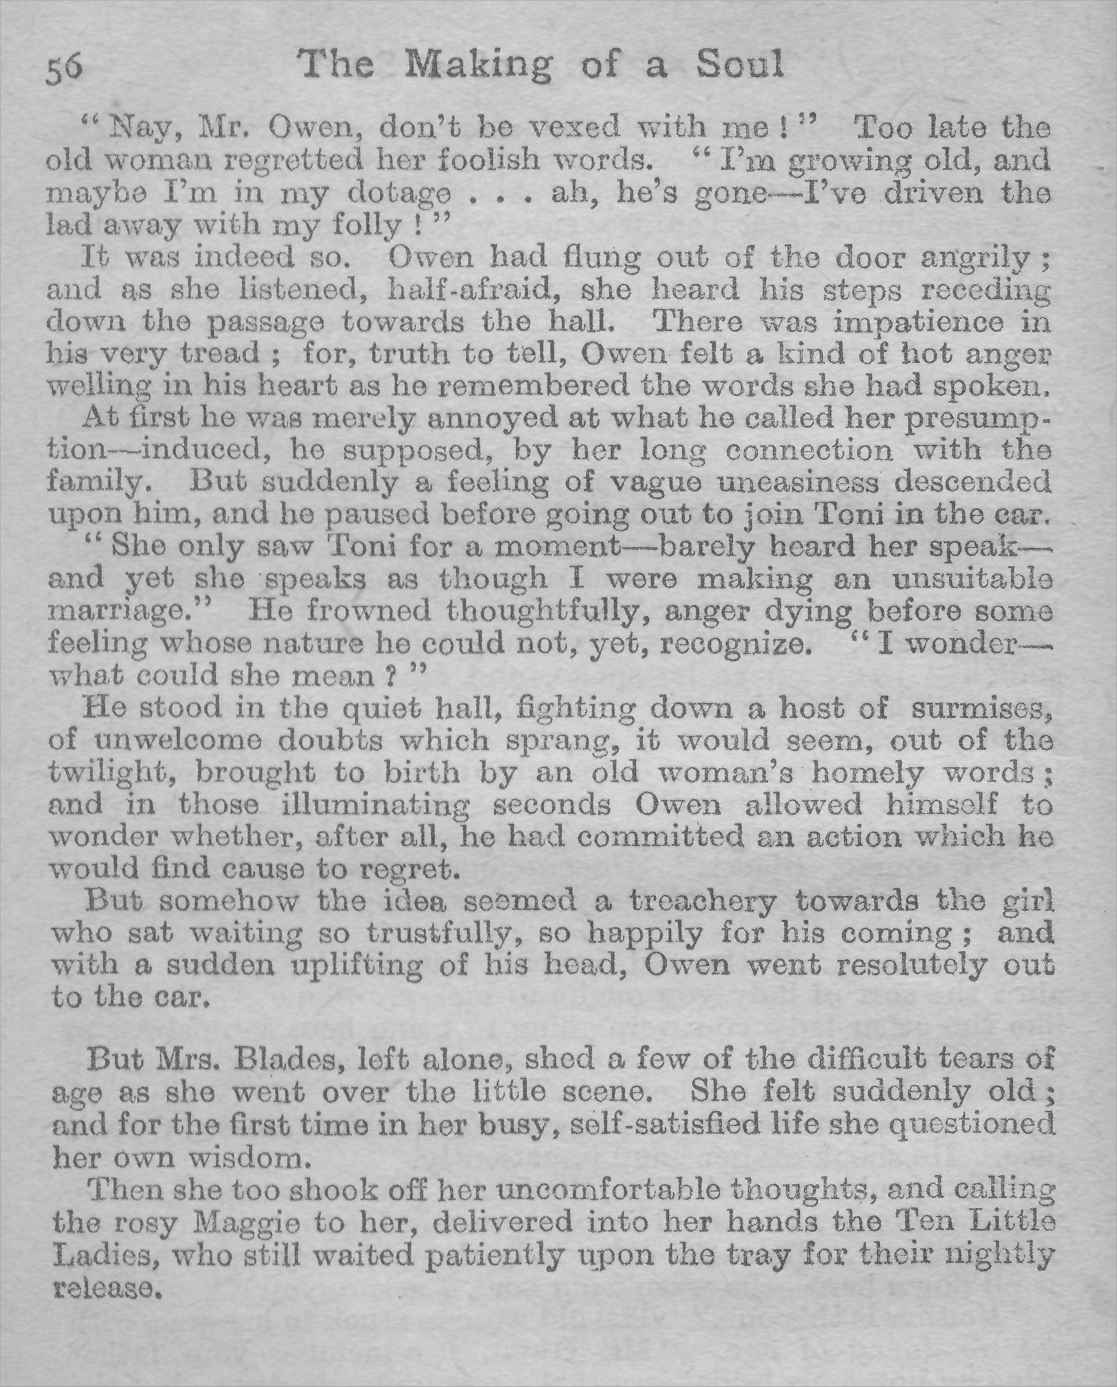 56 The Making of a Soul
“ Nay, Mr. Owen, don’t be vexed with me ! ” Too late the
old woman regretted her foolish words. “ I’m growing old, and
maybe I’m in my dotage . . . ah, he’s gone—I’ve driven the
lad away with my folly ! ”
It was indeed so. Owen had flung out of the door angrily ;
and as she listened, half-afraid, she heard his steps receding
down the passage towards the hall. There was impatience in
his very tread ; for, truth to tell, Owen felt a kind of hot anger
welling in his heart as he remembered the words she had spoken.
At first he was merely annoyed at what he called her presump-
tion—induced, he supposed, by her long connection with the
family. But suddenly a feeling of vague uneasiness descended
upon him, and he paused before going out to join Toni in the car.
“ She only saw Toni for a moment—barely heard her speak—
and yet she speaks as though I were making an unsuitable
marriage.” He frowned thoughtfully, anger dying before some
feeling whose nature he could not, yet, recognize. “ I wonder—
what could she mean ? ”
He stood in the quiet hall, fighting down a host of surmises,
of unwelcome doubts which sprang, it would seem, out of the
twilight, brought to birth by an old woman’s homely words ;
and in those illuminating seconds Owen allowed himself to
wonder whether, after all, he had committed an action which he
would find cause to regret.
But somehow the idea seemed a treachery towards the girl
who sat waiting so trustfully, so happily for his coming ; and
with a sudden uplifting of his head, Owen went resolutely out
to the car.
But Mrs. Blades, left alone, shed a few of the difficult tears of
age as she went over the little scene. She felt suddenly old ;
and for the first time in her busy, self-satisfied life she questioned
her own wisdom.
Then she too shook off her uncomfortable thoughts, and calling
the rosy Maggie to her, delivered into her hands the Ten Little
Ladies, who still waited patiently upon the tray for their nightly
release.